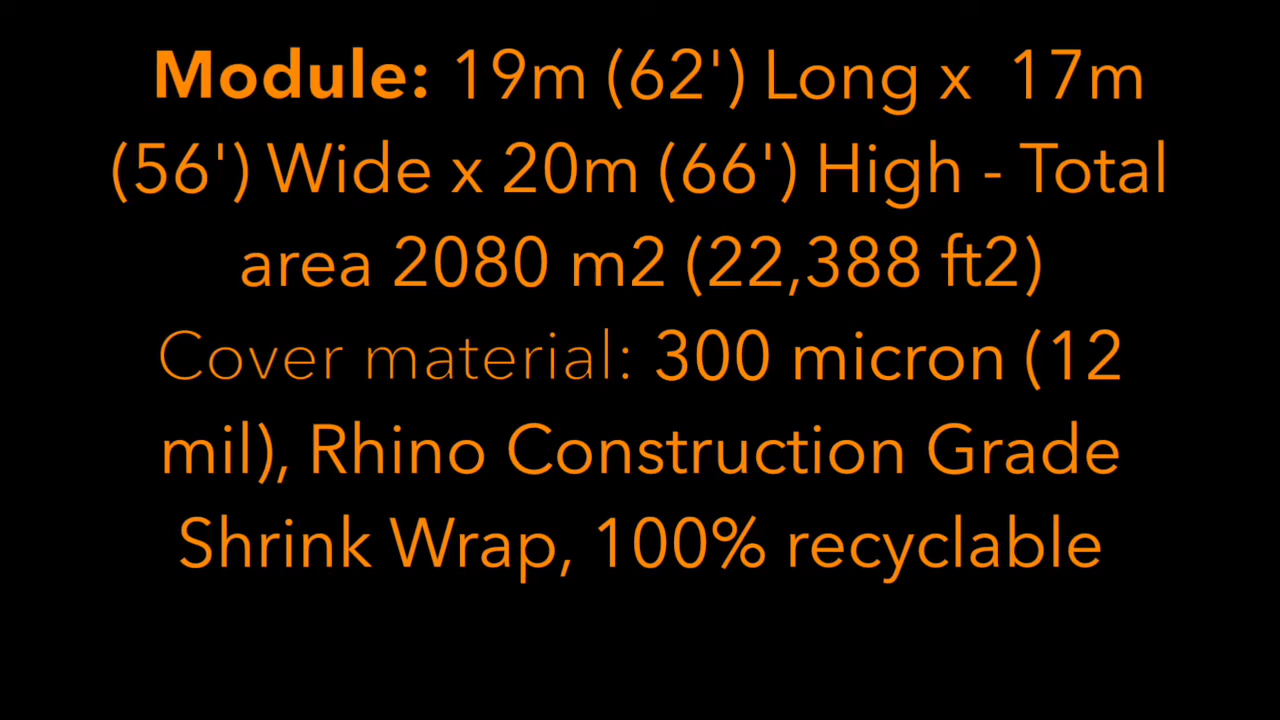 Module: 19m (62') Long x 17m
(56') Wide x 20m (66') High - Total
area 2080 m2 (22,388 ft2)
Cover material: 300 micron (12
mil), Rhino Construction Grade
Shrink Wrap, 100% recyclable